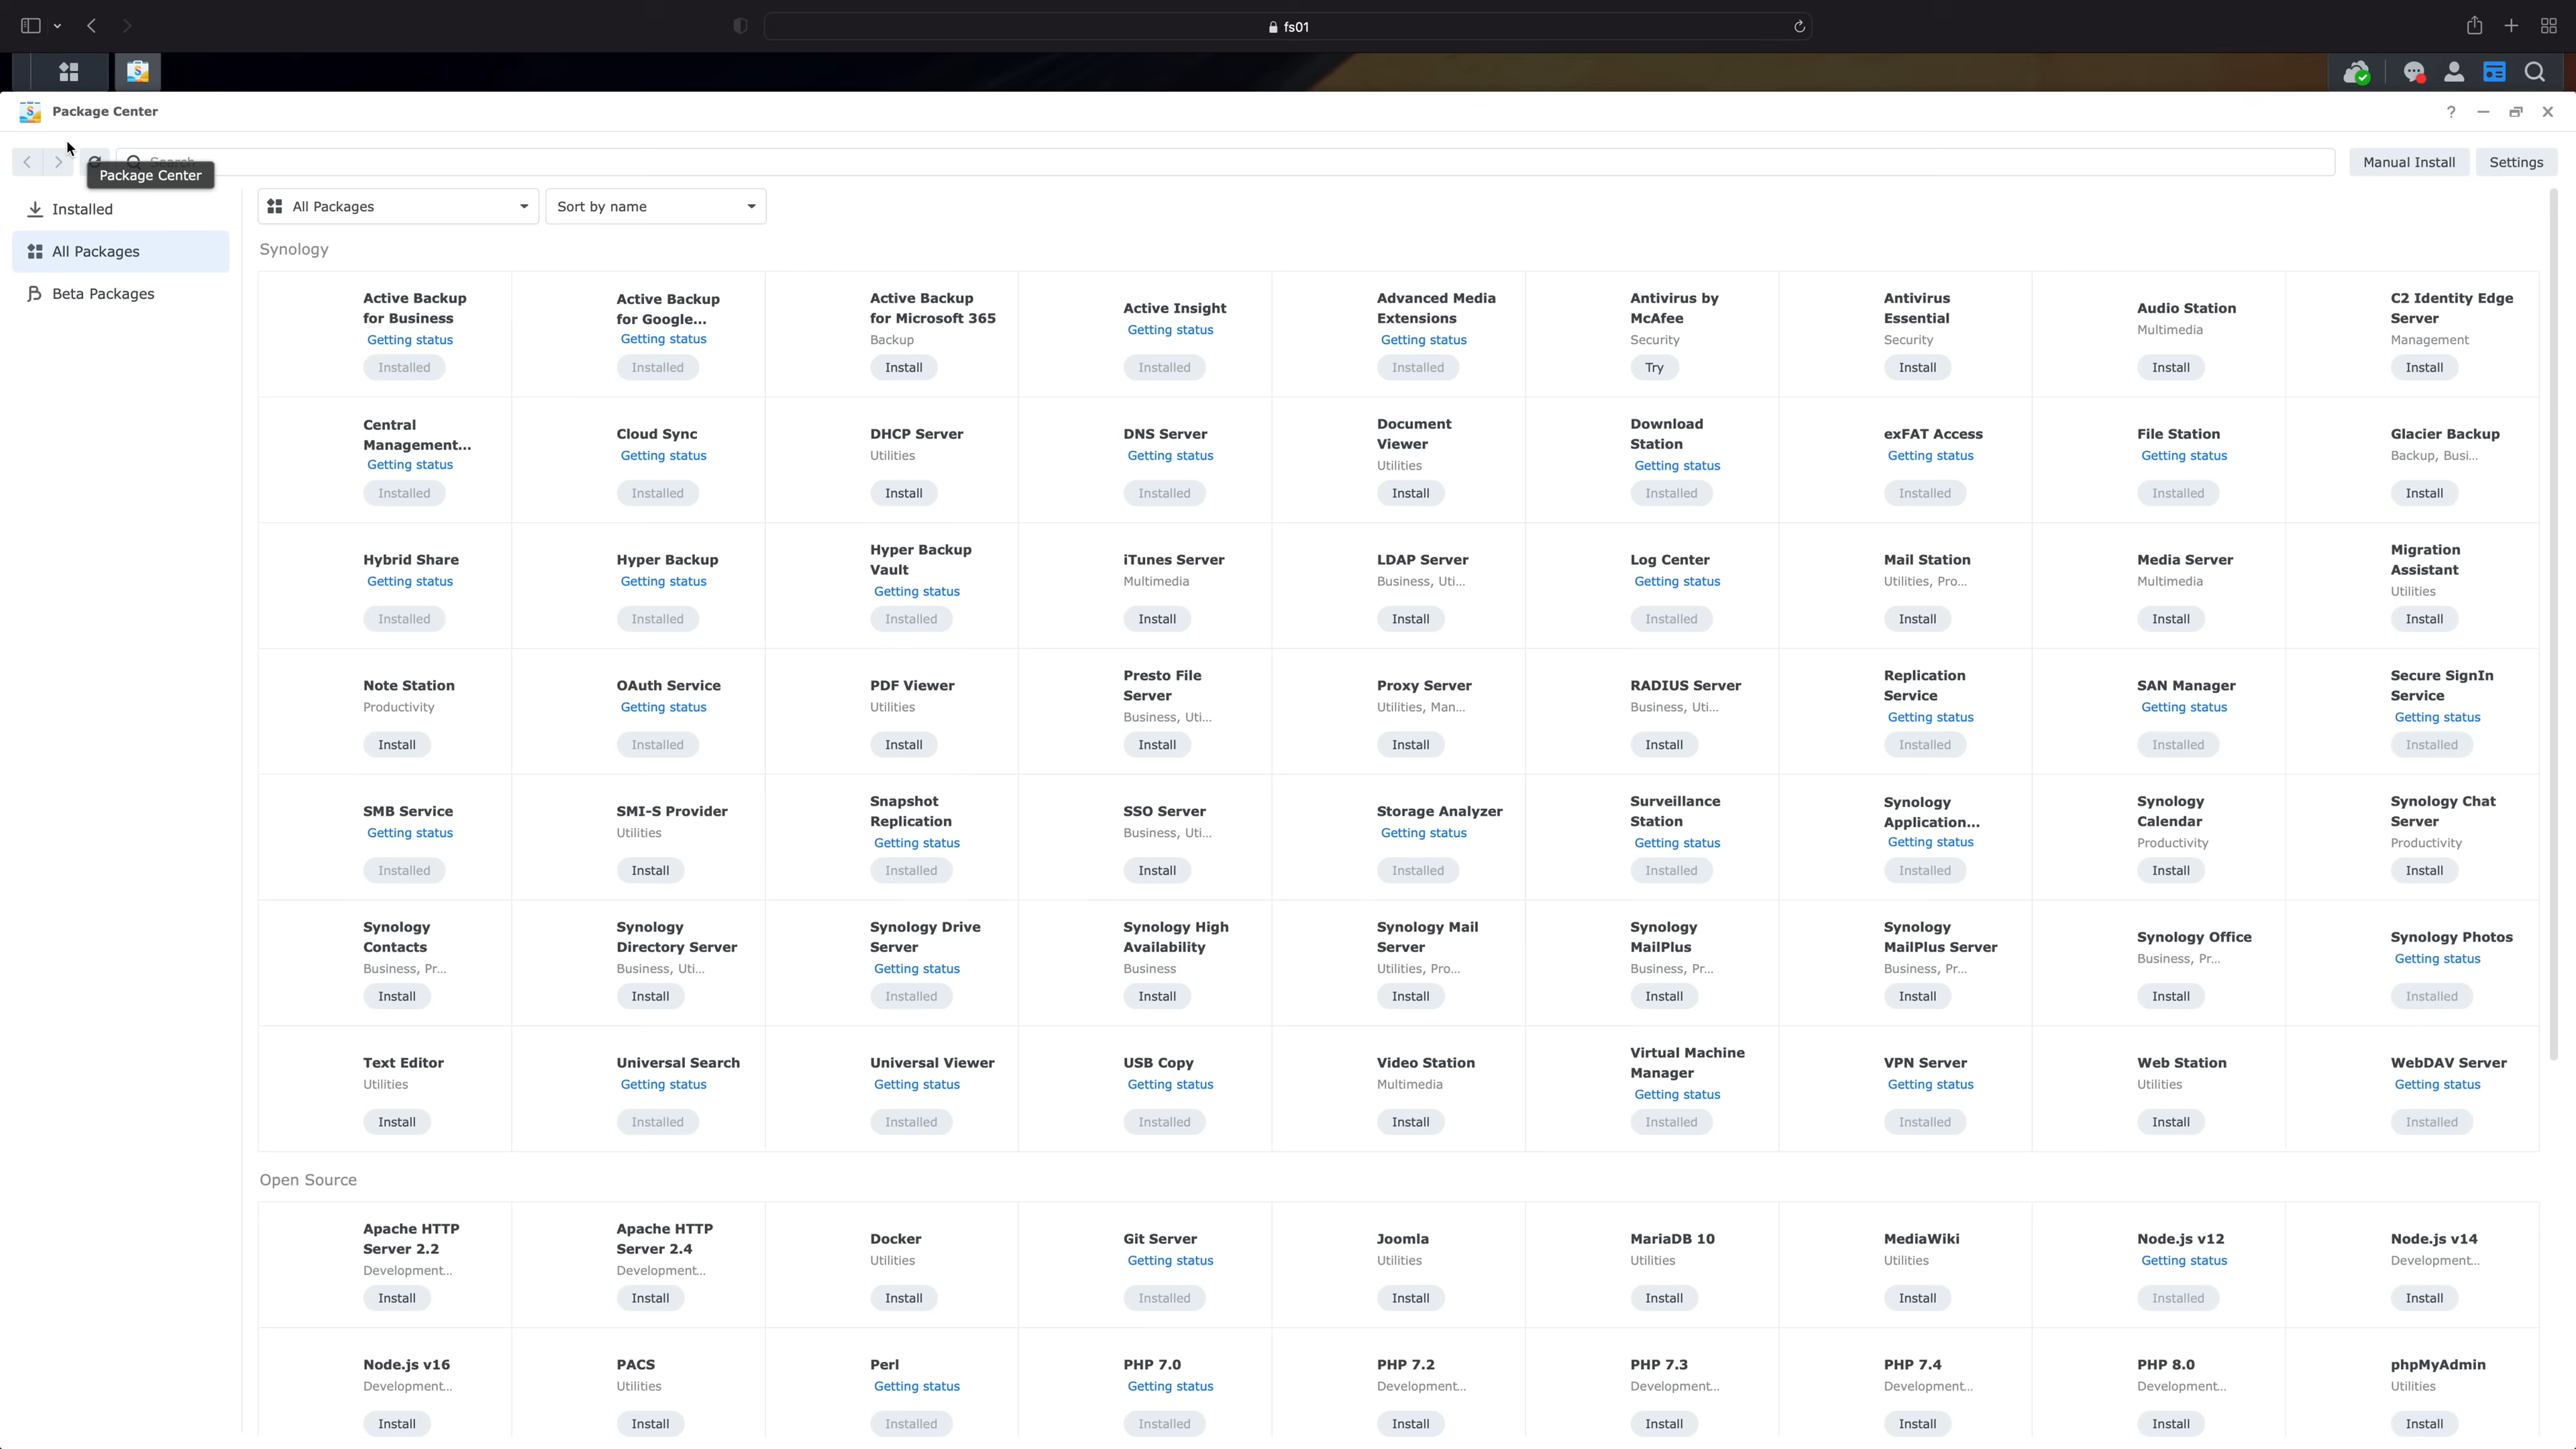 fs01
Package Center
?
Search
Manual Install
Settings
Package Center
Installed
All Packages
Beta Packages
All Packages
Sort by name
Synology
Active Backup
for Business
Getting status
Installed
Active Backup
for Google...
Getting status
Installed
Active Backup
for Microsoft 365
Backup
Install
Active Insight
Getting status
Installed
Advanced Media
Extensions
Getting status
Installed
Antivirus by
McAfee
Security
Try
Antivirus
Essential
Security
Install
Audio Station
Multimedia
Install
C2 Identity Edge
Server
Management
Install
Central
Management...
Getting status
Installed
Cloud Sync
Getting status
Installed
DHCP Server
Utilities
Install
DNS Server
Getting status
Installed
Document
Viewer
Utilities
Install
Download
Station
Getting status
Installed
exFAT Access
Getting status
Installed
File Station
Getting status
Installed
Glacier Backup
Backup, Busi...
Install
Hybrid Share
Getting status
Installed
Hyper Backup
Getting status
Installed
Hyper Backup
Vault
Getting status
Installed
iTunes Server
Multimedia
Install
LDAP Server
Business, Uti...
Install
Log Center
Getting status
Installed
Mail Station
Utilities, Pro...
Install
Media Server
Multimedia
Install
Migration
Assistant
Utilities
Install
Note Station
Productivity
Install
OAuth Service
Getting status
Installed
PDF Viewer
Utilities
Install
Presto File
Server
Business, Uti...
Install
Proxy Server
Utilities, Man...
Install
RADIUS Server
Business, Uti...
Install
Replication
Service
Getting status
Installed
SAN Manager
Getting status
Installed
Secure SignIn
Service
Getting status
Installed
SMB Service
Getting status
Installed
SMI-S Provider
Utilities
Install
Snapshot
Replication
Getting status
Installed
SSO Server
Business, Uti...
Install
Storage Analyzer
Getting status
Installed
Surveillance
Station
Getting status
Installed
Synology
Application...
Getting status
Installed
Synology
Calendar
Productivity
Install
Synology Chat
Server
Productivity
Install
Synology
Contacts
Business, Pr...
Install
Synology
Directory Server
Business, Uti...
Install
Synology Drive
Server
Getting status
Installed
Synology High
Availability
Business
Install
Synology Mail
Server
Utilities, Pro...
Install
Synology
MailPlus
Business, Pr...
Install
Synology
MailPlus Server
Business, Pr...
Install
Synology Office
Business, Pr...
Install
Synology Photos
Getting status
Installed
Text Editor
Utilities
Install
Universal Search
Getting status
Installed
Universal Viewer
Getting status
Installed
USB Copy
Getting status
Installed
Video Station
Multimedia
Install
Virtual Machine
Manager
Getting status
Installed
VPN Server
Getting status
Installed
Web Station
Utilities
Install
WebDAV Server
Getting status
Installed
Open Source
Apache HTTP
Server 2.2
Development...
Install
Apache HTTP
Server 2.4
Development...
Install
Docker
Utilities
Install
Git Server
Getting status
Installed
Joomla
Utilities
Install
MariaDB 10
Utilities
Install
MediaWiki
Utilities
Install
Node.js v12
Getting status
Installed
Node.js v14
Development...
Install
Node.js v16
Development...
Install
PACS
Utilities
Install
Perl
Getting status
Installed
PHP 7.0
Getting status
Installed
PHP 7.2
Development...
Install
PHP 7.3
Development...
Install
PHP 7.4
Development...
Install
PHP 8.0
Development...
Install
phpMyAdmin
Utilities
Install